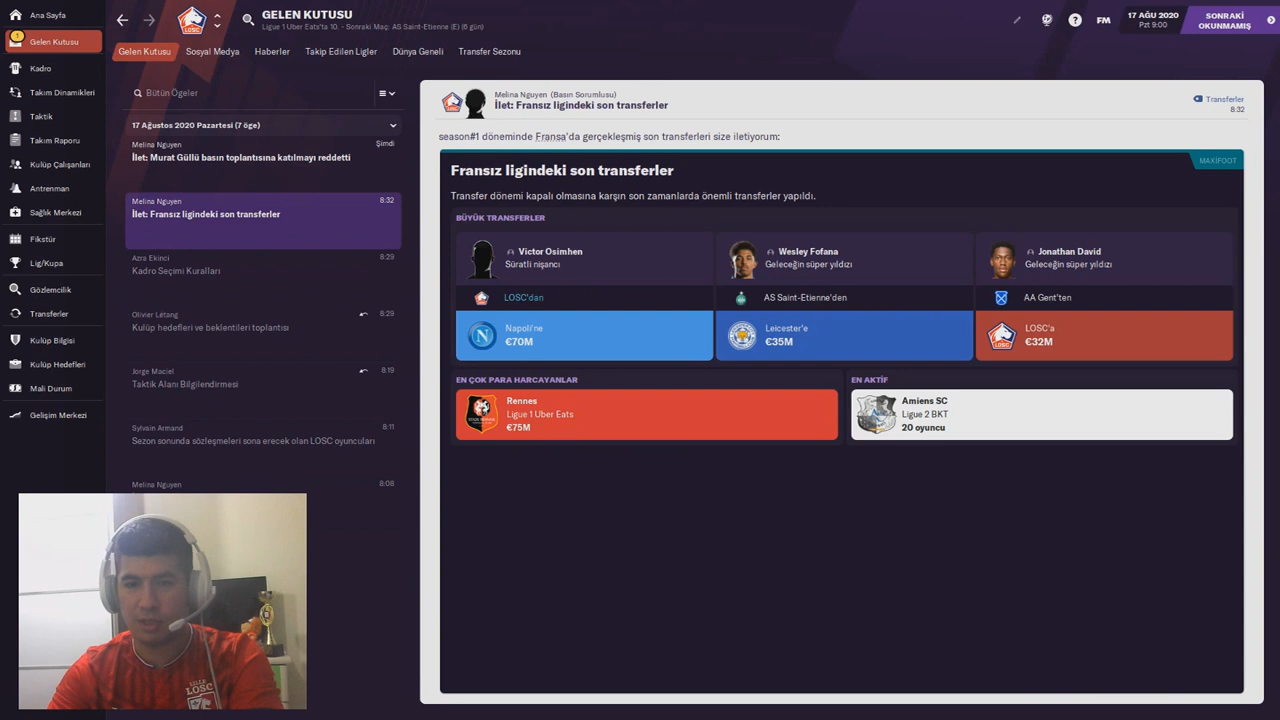 Ana Sayfa
1
Gelen Kutusu
Kadro
Takım Dinamikleri
Taktik
Takım Raporu
Kulüp Çalışanları
Antrenman
Sağlık Merkezi
Fikstür
Lig/Kupa
Gözlemcilik
Transferler
Kulüp Bilgisi
Kulüp Hedefleri
Mali Durum
Gelişim Merkezi
LOSC
GELEN KUTUSU
Ligue 1 Uber Eats'ta 10. - Sonraki Maç: AS Saint-Etienne (E) (6 gün)
?
FM
17 AĞU 2020
Pzt 9:00
SONRAKİ
OKUNMAMIŞ
Gelen Kutusu
Sosyal Medya
Haberler
Takip Edilen Ligler
Dünya Geneli
Transfer Sezonu
Bütün Ögeler
17 Ağustos 2020 Pazartesi (7 öge)
Melina Nguyen
Şimdi
İlet: Murat Güllü basın toplantısına katılmayı reddetti
Melina Nguyen
8:32
İlet: Fransız ligindeki son transferler
Azra Ekinci
8:29
Kadro Seçimi Kuralları
Olivier Létang
8:29
Kulüp hedefleri ve beklentileri toplantısı
Jorge Maciel
8:19
Taktik Alanı Bilgilendirmesi
Sylvain Armand
8:11
Sezon sonunda sözleşmeleri sona erecek olan LOSC oyuncuları
Melina Nguyen
8:08
Melina Nguyen (Basın Sorumlusu)
İlet: Fransız ligindeki son transferler
Transferler
8:32
season#1 döneminde Fransa'da gerçekleşmiş son transferleri size iletiyorum:
MAXIFOOT
Fransız ligindeki son transferler
Transfer dönemi kapalı olmasına karşın son zamanlarda önemli transferler yapıldı.
BÜYÜK TRANSFERLER
Victor Osimhen
Süratli nişancı
LOSC'dan
Napoli'ne
€70M
Wesley Fofana
Geleceğin süper yıldızı
AS Saint-Etienne'den
Leicester'e
€35M
Jonathan David
Geleceğin süper yıldızı
AA Gent'ten
LOSC'a
€32M
EN ÇOK PARA HARCAYANLAR
Rennes
Ligue 1 Uber Eats
€75M
EN AKTİF
Amiens SC
Ligue 2 BKT
20 oyuncu
LOSC